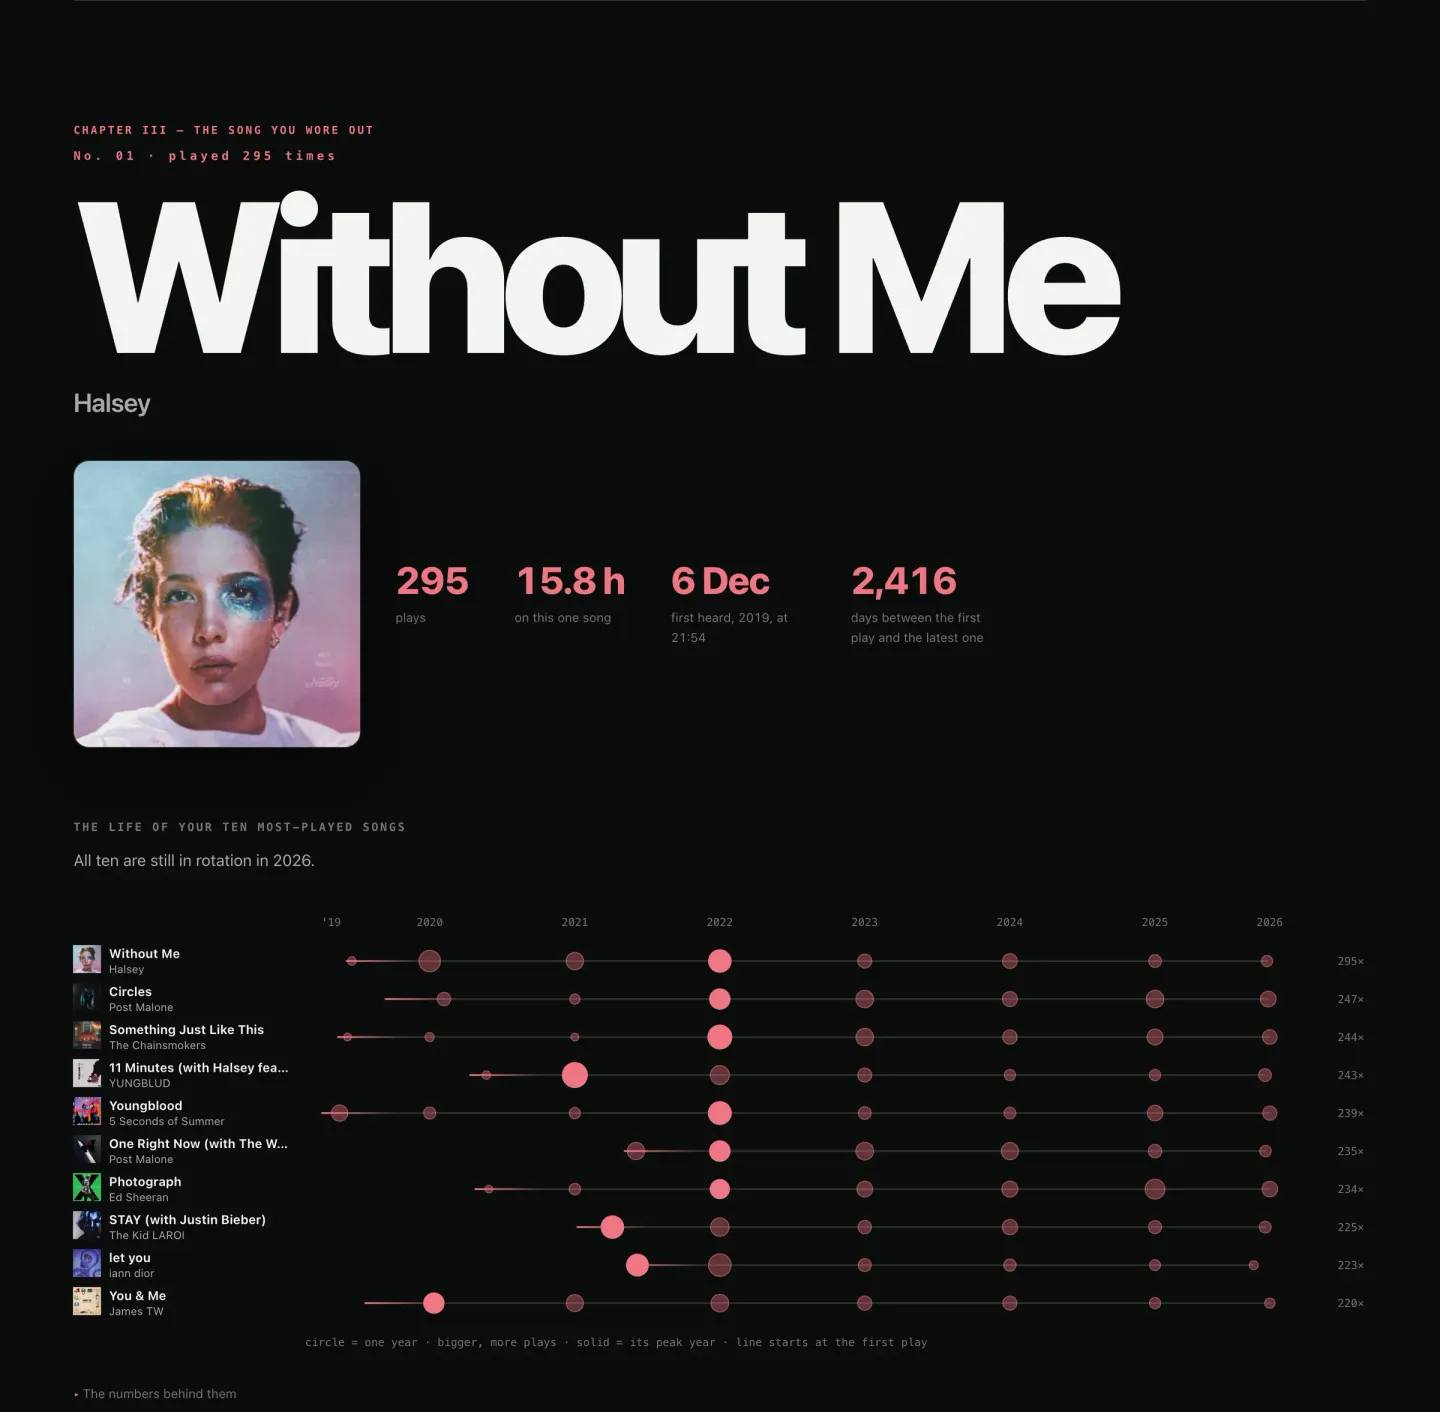 CHAPTER III — THE SONG YOU WORE OUT
No. 01 · played 295 times
Without Me
Halsey
295
plays
15.8 h
on this one song
6 Dec
first heard, 2019, at
21:54
2,416
days between the first
play and the latest one
THE LIFE OF YOUR TEN MOST-PLAYED SONGS
All ten are still in rotation in 2026.
'19 2020 2021 2022 2023 2024 2025 2026
Without Me
Halsey
295×
Circles
Post Malone
247×
Something Just Like This
The Chainsmokers
244×
11 Minutes (with Halsey fea...
YUNGBLUD
243×
Youngblood
5 Seconds of Summer
239×
One Right Now (with The W...
Post Malone
235×
Photograph
Ed Sheeran
234×
STAY (with Justin Bieber)
The Kid LAROI
225×
let you
iann dior
223×
You & Me
James TW
220×
circle = one year · bigger, more plays · solid = its peak year · line starts at the first play
▸ The numbers behind them